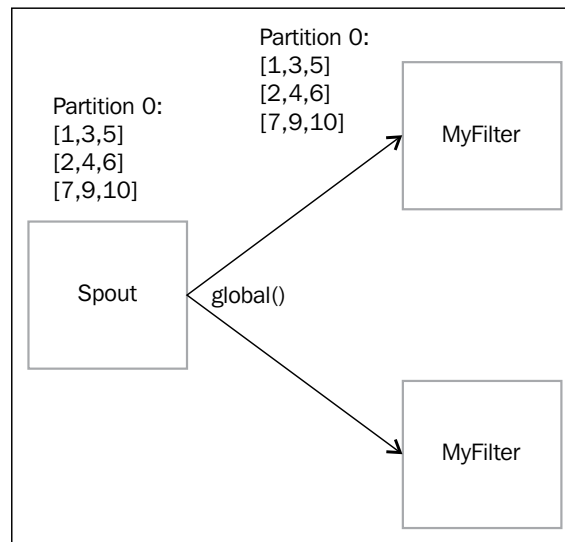 Partition 0:
[1,3,5]
[2,4,6]
[7,9,10]
Spout
global()
Partition 0:
[1,3,5]
[2,4,6]
[7,9,10]
MyFilter
MyFilter